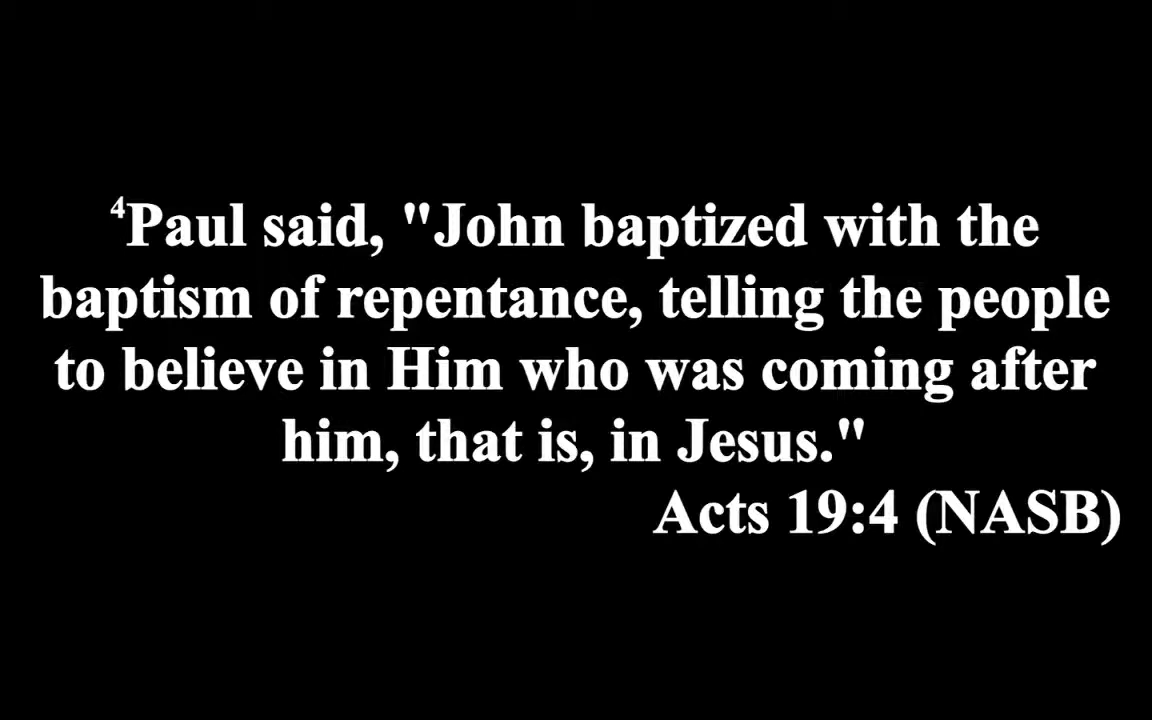 ⁴Paul said, "John baptized with the
baptism of repentance, telling the people
to believe in Him who was coming after
him, that is, in Jesus."
Acts 19:4 (NASB)